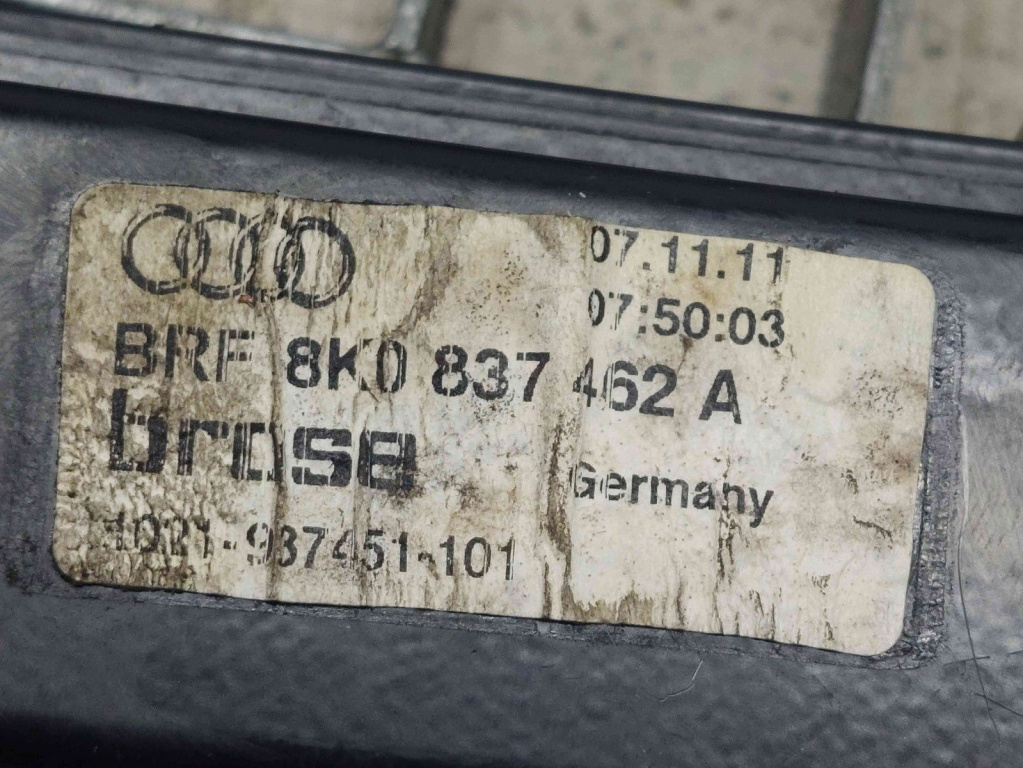 07.11.11
07:50:03
BRF 8K0 837 462 A
brose
Germany
1021-937451-101